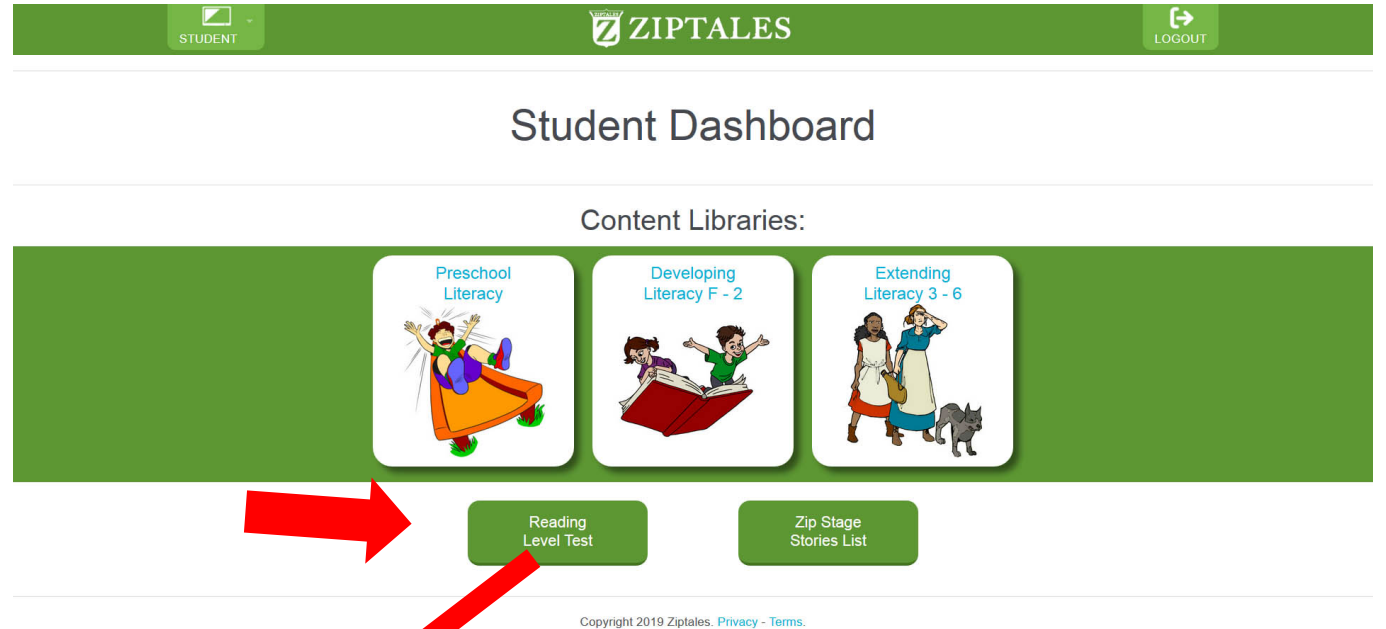 STUDENT
ZIPTALES
Z ZIPTALES
LOGOUT
Student Dashboard
Content Libraries:
Preschool
Literacy
Developing
Literacy F - 2
Extending
Literacy 3 - 6
Reading
Level Test
Zip Stage
Stories List
Copyright 2019 Ziptales. Privacy - Terms.